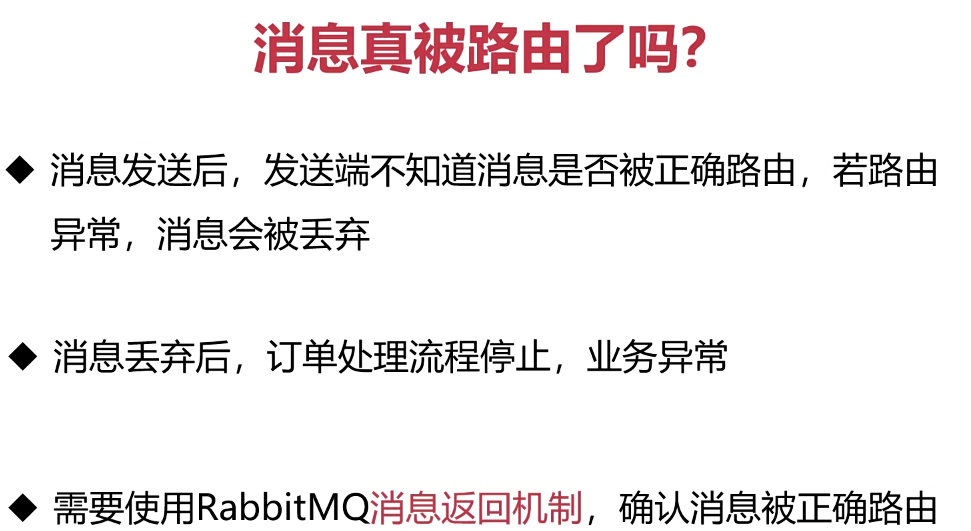 消息真被路由了吗？
◆ 消息发送后，发送端不知道消息是否被正确路由，若路由
异常，消息会被丢弃
◆ 消息丢弃后，订单处理流程停止，业务异常
◆ 需要使用RabbitMQ消息返回机制，确认消息被正确路由